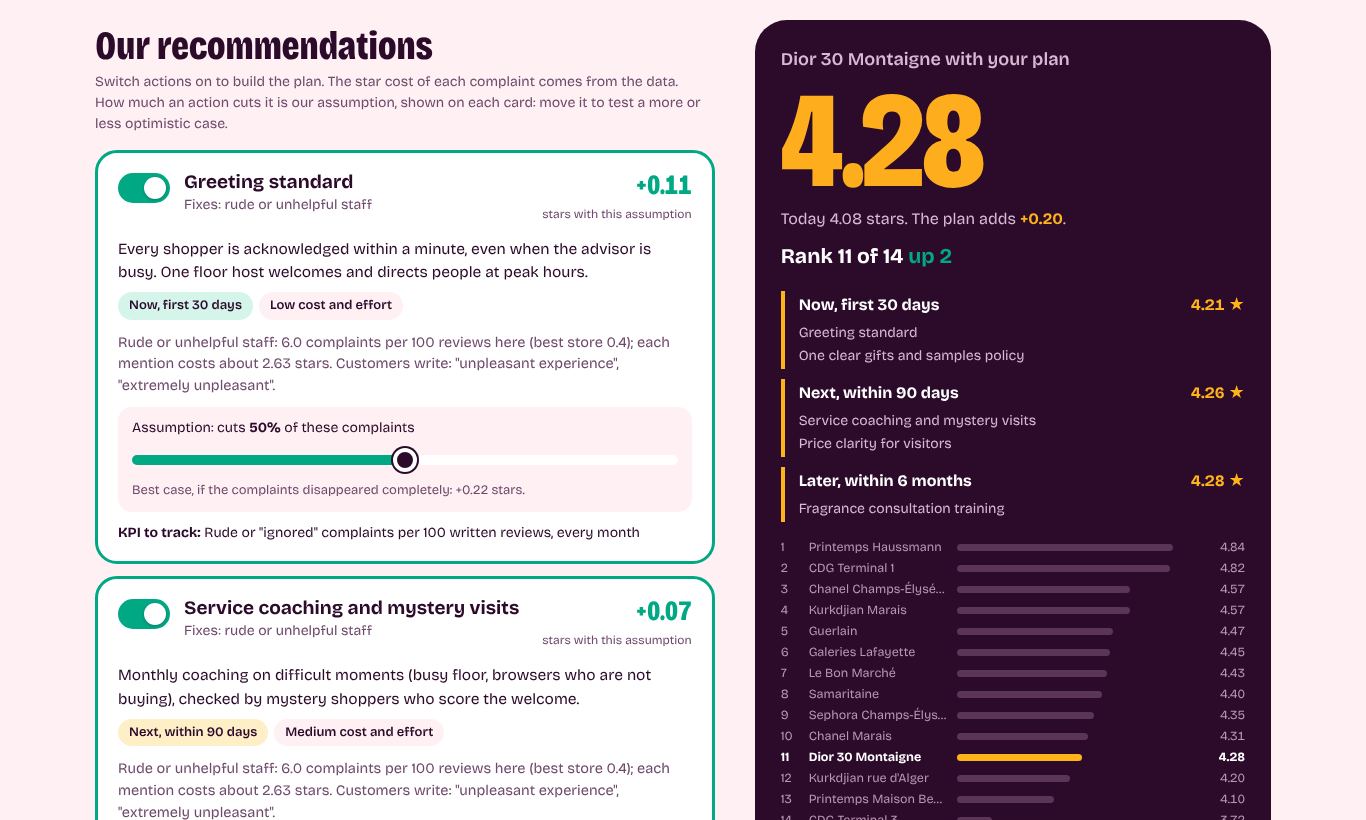 Our recommendations
Switch actions on to build the plan. The star cost of each complaint comes from the data.
How much an action cuts it is our assumption, shown on each card: move it to test a more or
less optimistic case.
Greeting standard
+0.11
Fixes: rude or unhelpful staff
stars with this assumption
Every shopper is acknowledged within a minute, even when the advisor is
busy. One floor host welcomes and directs people at peak hours.
Now, first 30 days
Low cost and effort
Rude or unhelpful staff: 6.0 complaints per 100 reviews here (best store 0.4); each
mention costs about 2.63 stars. Customers write: "unpleasant experience",
"extremely unpleasant".
Assumption: cuts 50% of these complaints
Best case, if the complaints disappeared completely: +0.22 stars.
KPI to track: Rude or "ignored" complaints per 100 written reviews, every month
Service coaching and mystery visits
+0.07
Fixes: rude or unhelpful staff
stars with this assumption
Monthly coaching on difficult moments (busy floor, browsers who are not
buying), checked by mystery shoppers who score the welcome.
Next, within 90 days
Medium cost and effort
Rude or unhelpful staff: 6.0 complaints per 100 reviews here (best store 0.4); each
mention costs about 2.63 stars. Customers write: "unpleasant experience",
"extremely unpleasant".
Dior 30 Montaigne with your plan
4.28
Today 4.08 stars. The plan adds +0.20.
Rank 11 of 14 up 2
Now, first 30 days 4.21 ★
Greeting standard
One clear gifts and samples policy
Next, within 90 days 4.26 ★
Service coaching and mystery visits
Price clarity for visitors
Later, within 6 months 4.28 ★
Fragrance consultation training
1 Printemps Haussmann 4.84
2 CDG Terminal 1 4.82
3 Chanel Champs-Élysé... 4.57
4 Kurkdjian Marais 4.57
5 Guerlain 4.47
6 Galeries Lafayette 4.45
7 Le Bon Marché 4.43
8 Samaritaine 4.40
9 Sephora Champs-Élys... 4.35
10 Chanel Marais 4.31
11 Dior 30 Montaigne 4.28
12 Kurkdjian rue d'Alger 4.20
13 Printemps Maison Be... 4.10
14 CDG Terminal 3 3.72